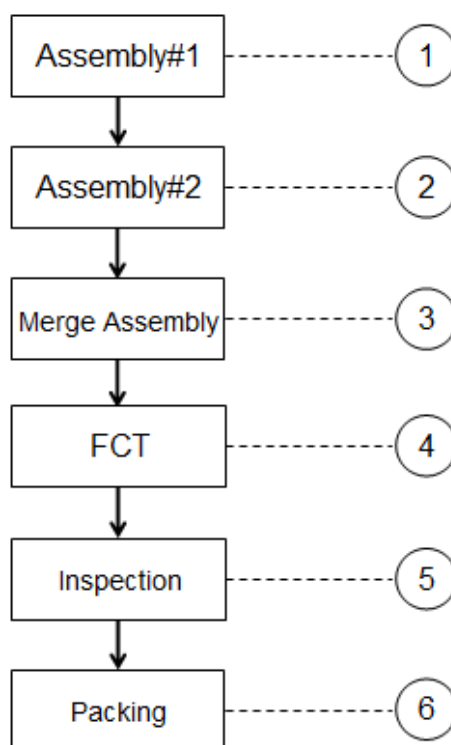 Assembly#1
1
Assembly#2
2
Merge Assembly
3
FCT
4
Inspection
5
Packing
6